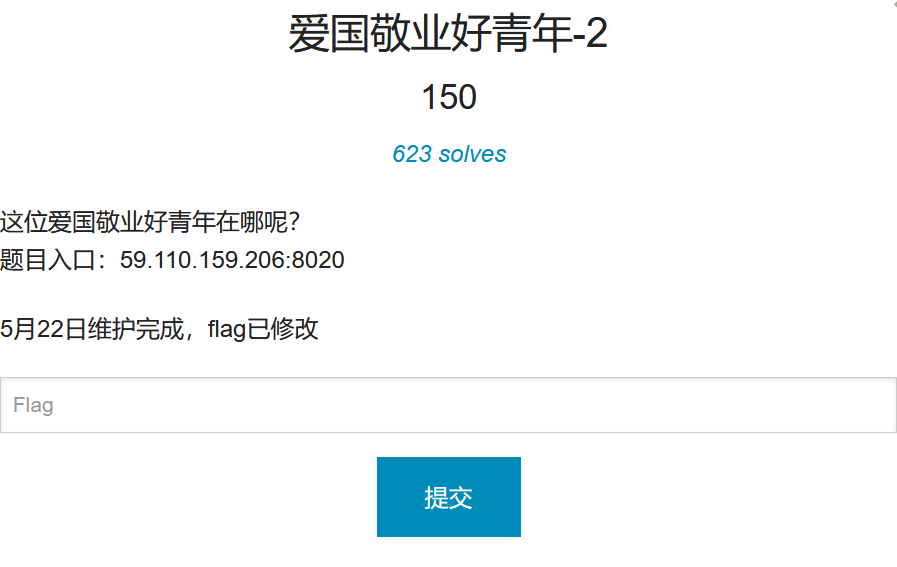 爱国敬业好青年-2
150
623 solves
这位爱国敬业好青年在哪呢？
题目入口：59.110.159.206:8020
5月22日维护完成，flag已修改
Flag
提交